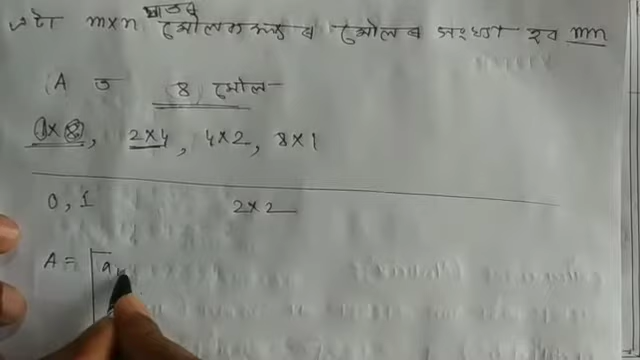 এটা m×n ঘাতৰ মৌলকক্ষৰ মৌলৰ সংখ্যা হব mn
(A ত 8 মৌল
1×8, 2×4, 4×2, 8×1
0, 1 2×2
A = [a